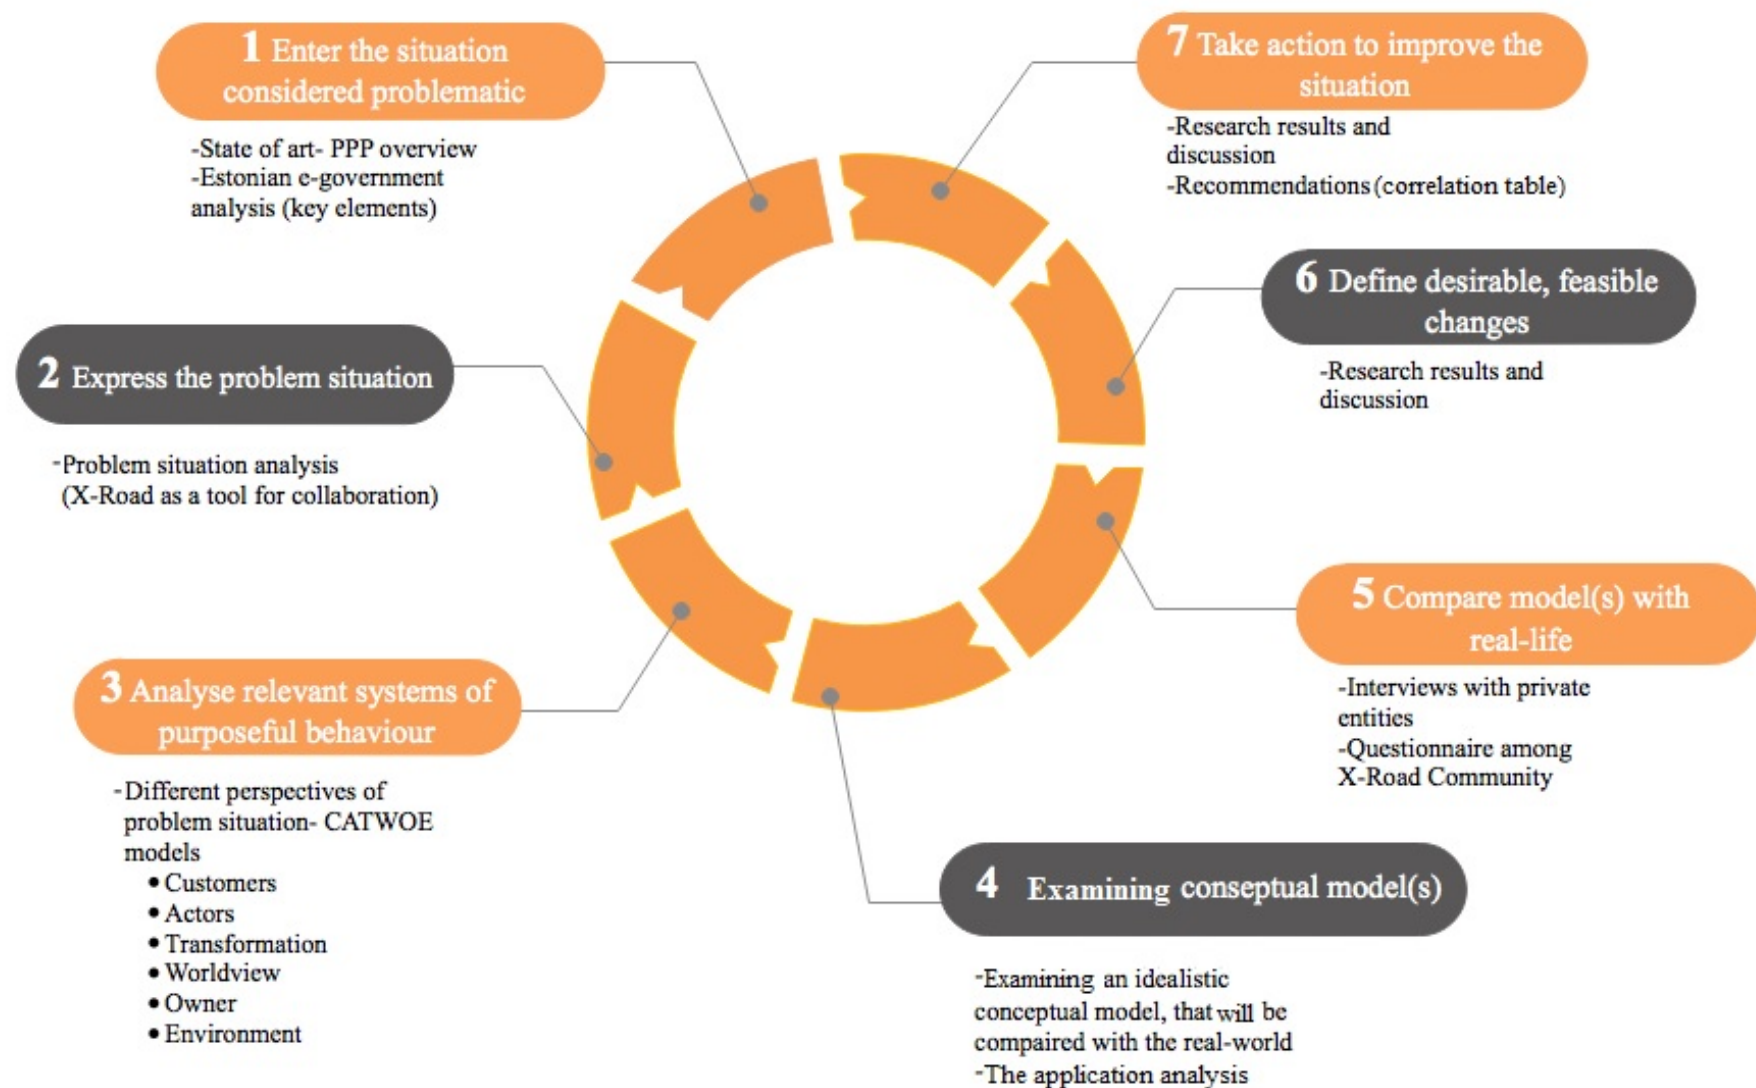 1 Enter the situation
considered problematic
-State of art- PPP overview
-Estonian e-government
analysis (key elements)
2 Express the problem situation
-Problem situation analysis
(X-Road as a tool for collaboration)
3 Analyse relevant systems of
purposeful behaviour
-Different perspectives of
problem situation- CATWOE
models
• Customers
• Actors
• Transformation
• Worldview
• Owner
• Environment
4 Examining conseptual model(s)
-Examining an idealistic
conceptual model, that will be
compaired with the real-world
-The application analysis
5 Compare model(s) with
real-life
-Interviews with private
entities
-Questionnaire among
X-Road Community
6 Define desirable, feasible
changes
-Research results and
discussion
7 Take action to improve the
situation
-Research results and
discussion
-Recommendations (correlation table)